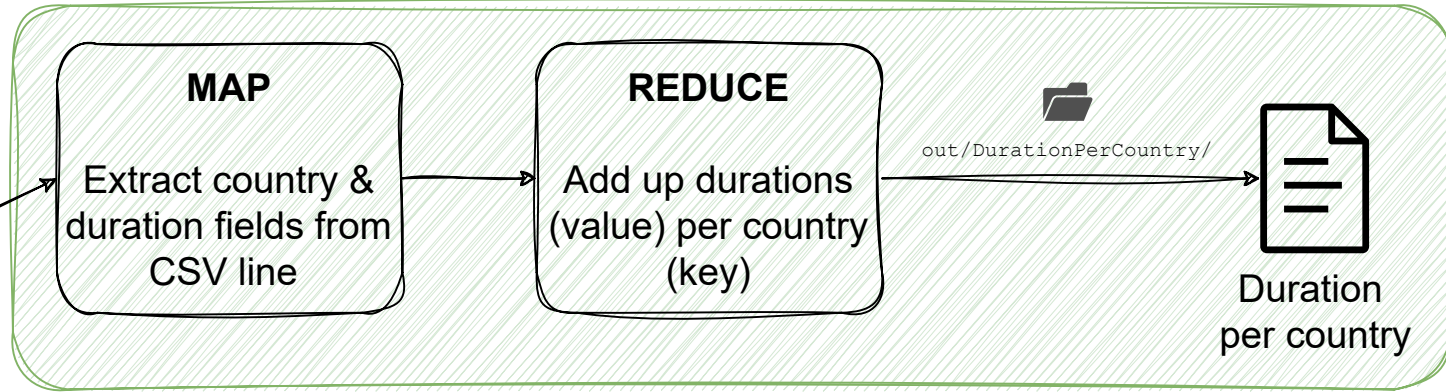 MAP
Extract country &
duration fields from
CSV line
REDUCE
Add up durations
(value) per country
(key)
out/DurationPerCountry/
Duration
per country